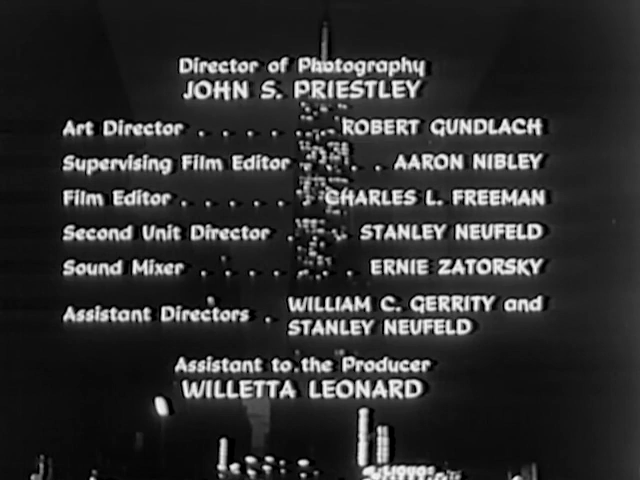 Director of Photography
JOHN S. PRIESTLEY
Art Director . . . . . . . ROBERT GUNDLACH
Supervising Film Editor . . . AARON NIBLEY
Film Editor . . . . . . CHARLES L. FREEMAN
Second Unit Director . . . STANLEY NEUFELD
Sound Mixer . . . . . . . ERNIE ZATORSKY
Assistant Directors . WILLIAM C. GERRITY and
STANLEY NEUFELD
Assistant to the Producer
WILLETTA LEONARD
LIQUOR